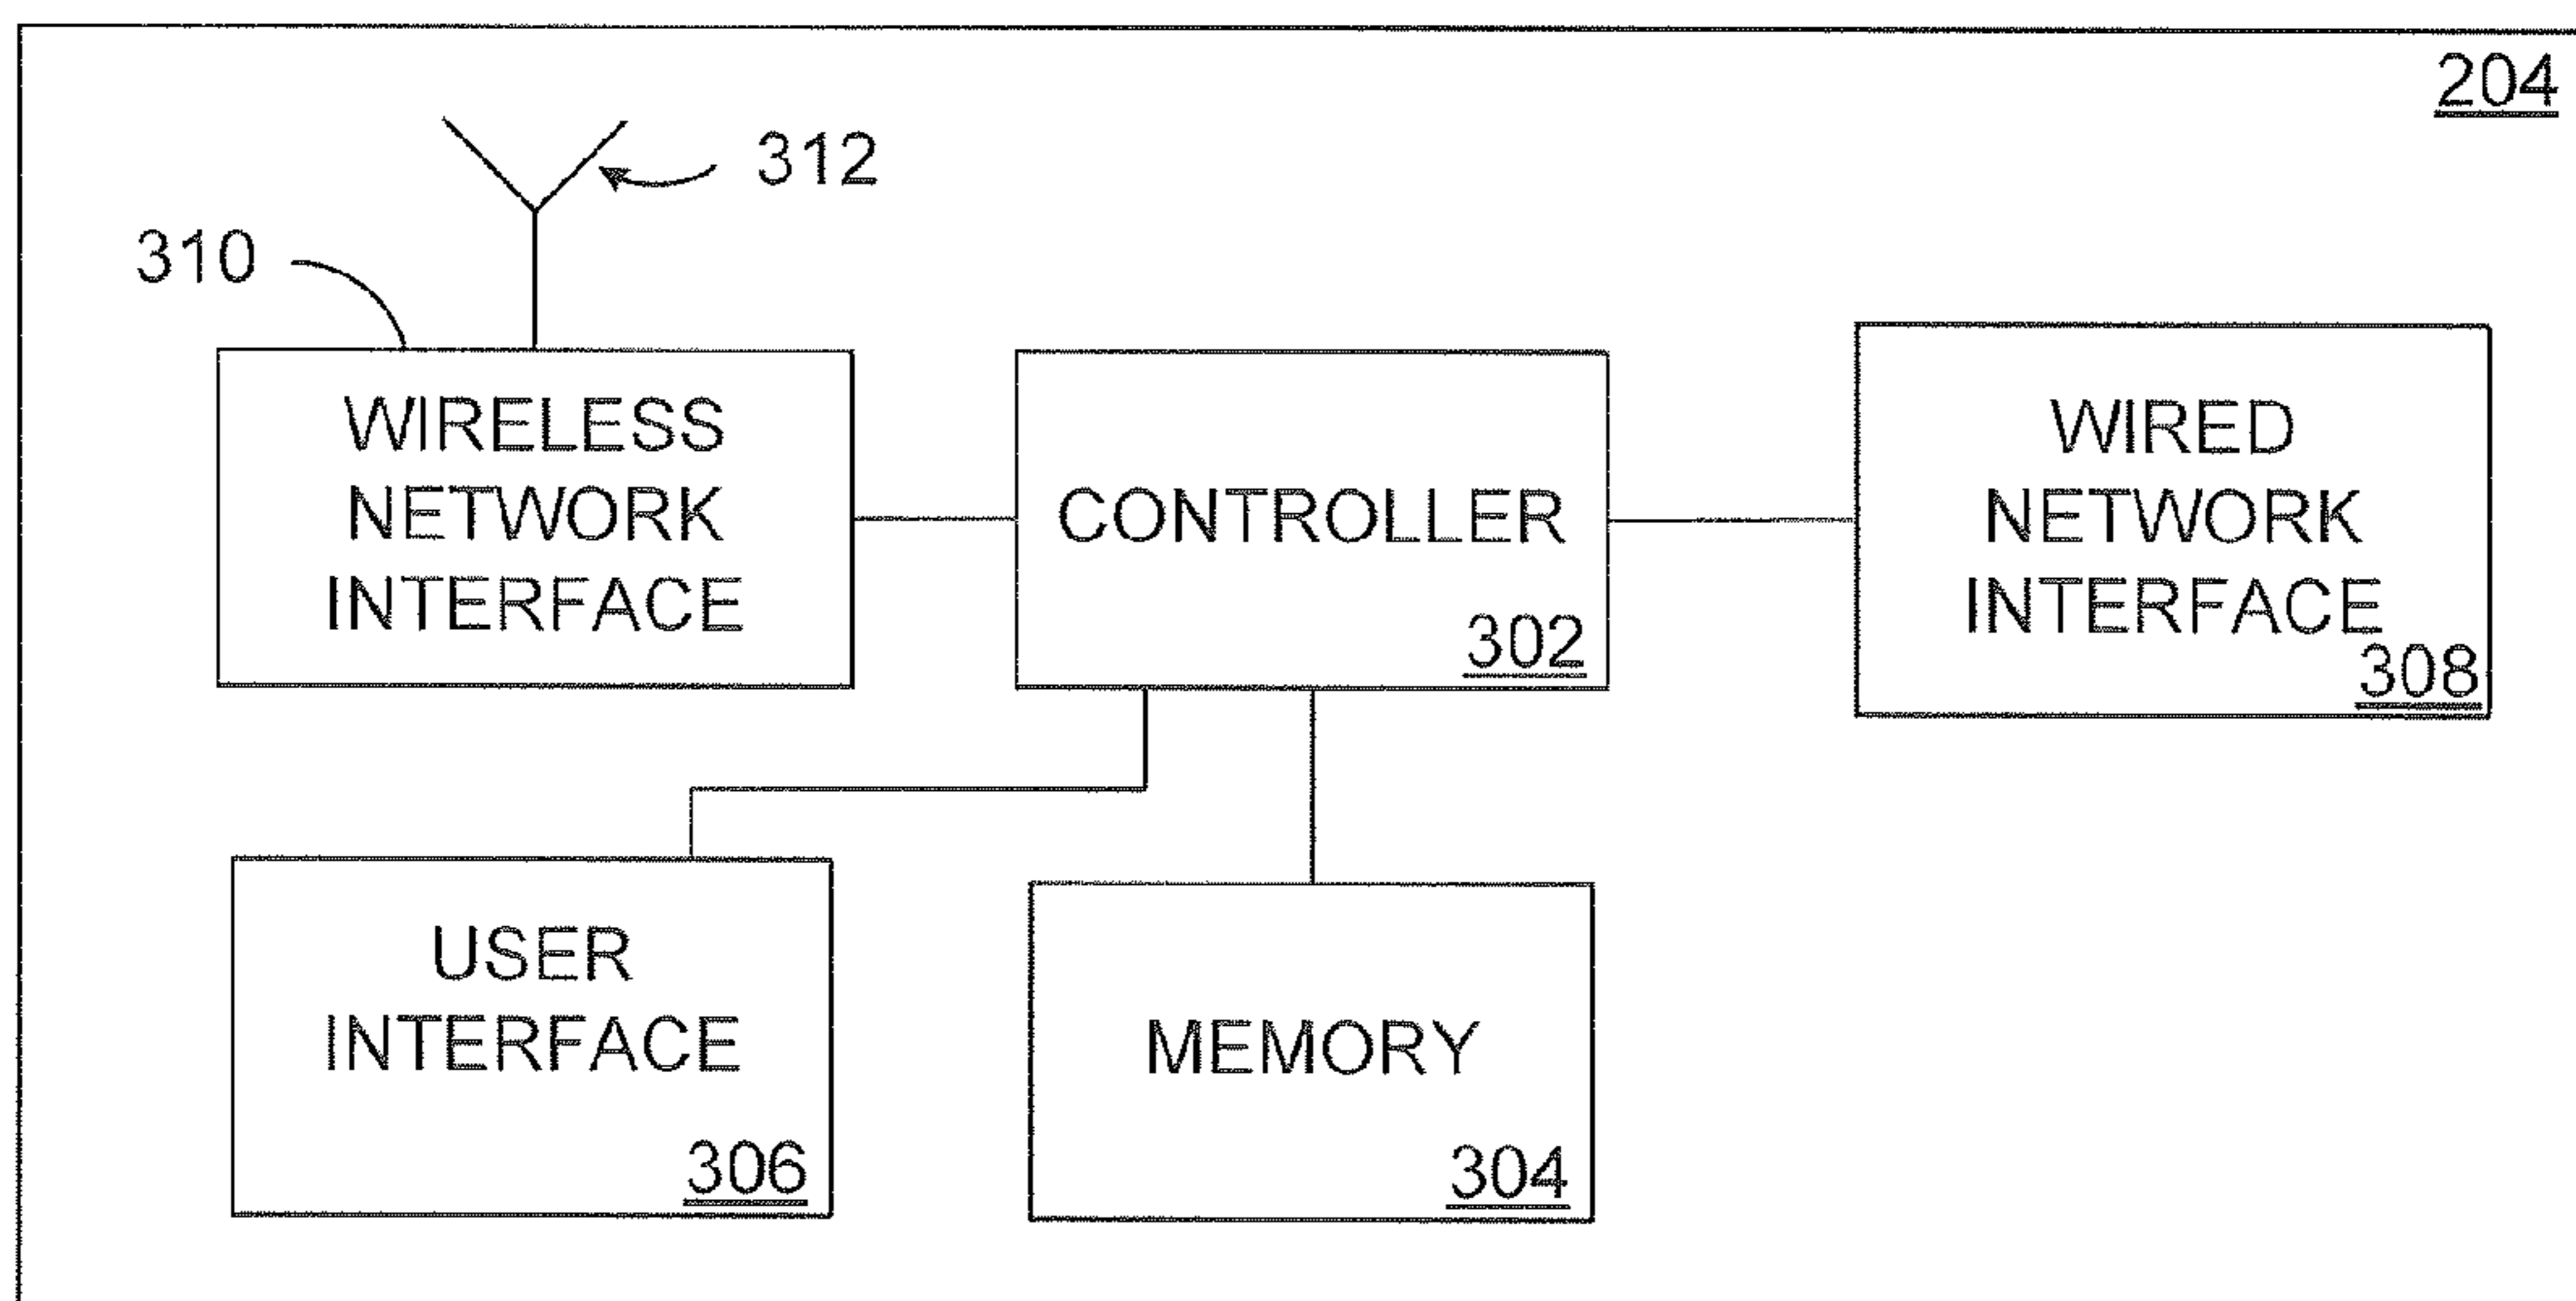 204
312
310
WIRELESS
NETWORK
INTERFACE
CONTROLLER
302
WIRED
NETWORK
INTERFACE
308
USER
INTERFACE
306
MEMORY
304